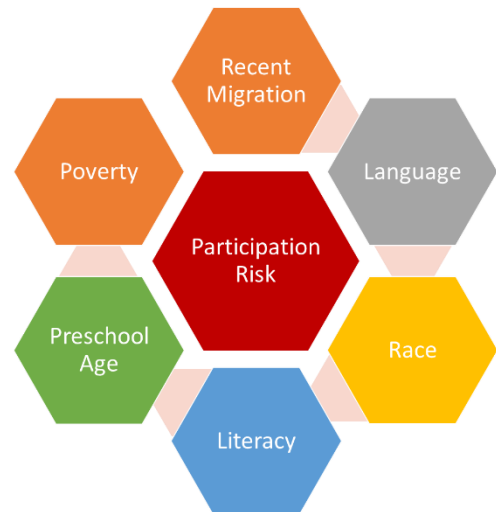 Recent
Migration
Poverty
Language
Participation
Risk
Preschool
Age
Race
Literacy